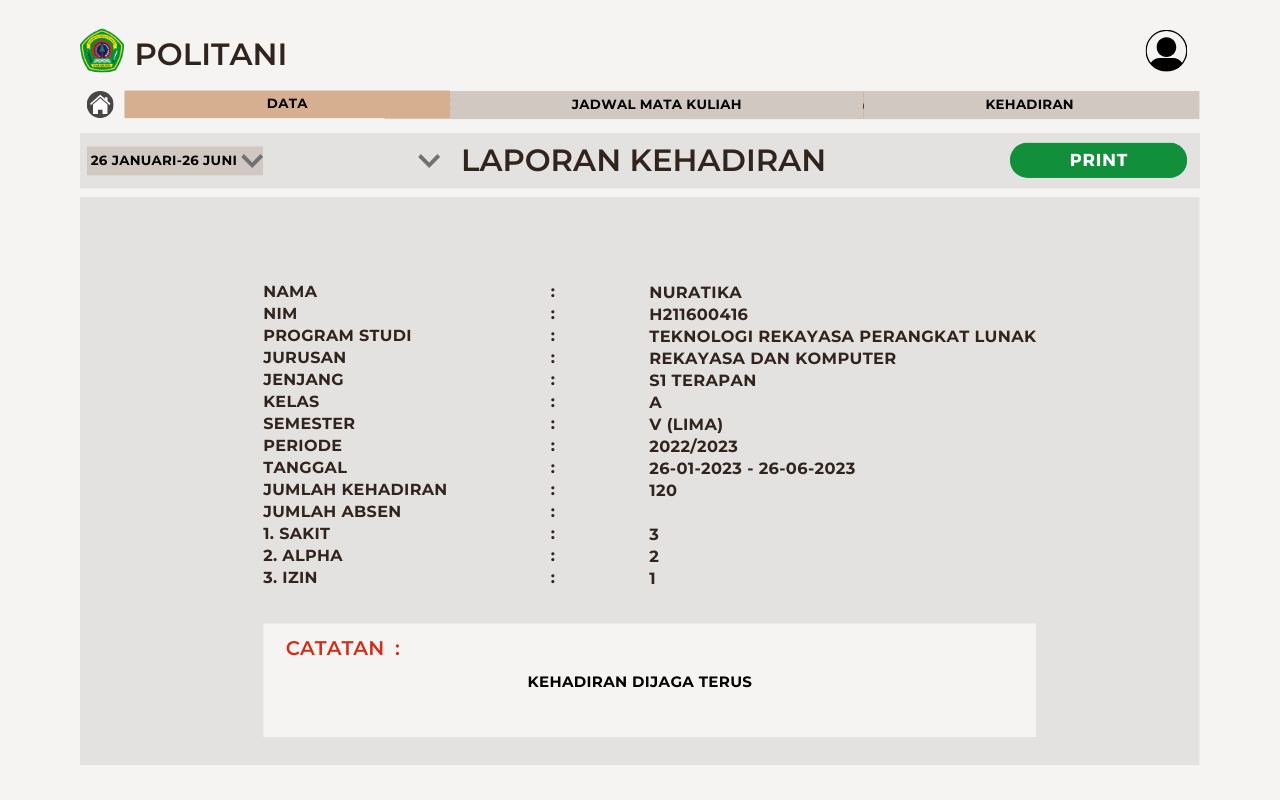 POLITANI
DATA JADWAL MATA KULIAH KEHADIRAN
26 JANUARI-26 JUNI LAPORAN KEHADIRAN PRINT
NAMA : NURATIKA
NIM : H211600416
PROGRAM STUDI : TEKNOLOGI REKAYASA PERANGKAT LUNAK
JURUSAN : REKAYASA DAN KOMPUTER
JENJANG : S1 TERAPAN
KELAS : A
SEMESTER : V (LIMA)
PERIODE : 2022/2023
TANGGAL : 26-01-2023 - 26-06-2023
JUMLAH KEHADIRAN : 120
JUMLAH ABSEN :
1. SAKIT : 3
2. ALPHA : 2
3. IZIN : 1
CATATAN :
KEHADIRAN DIJAGA TERUS